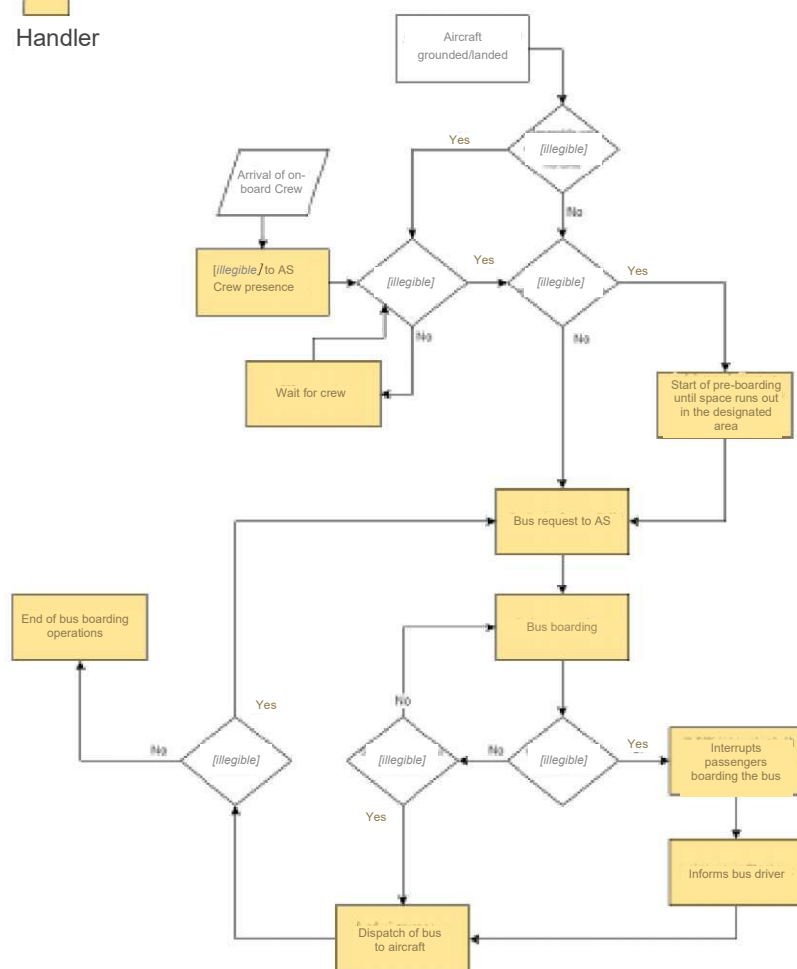 Handler
Aircraft
grounded/landed
Yes
[illegible]
Arrival of on-
board Crew
No
[illegible] to AS
Crew presence
[illegible]
Yes
[illegible]
Yes
No
No
Wait for crew
Start of pre-boarding
until space runs out
in the designated
area
Bus request to AS
End of bus boarding
operations
Bus boarding
No
Yes
No
[illegible]
[illegible]
No
[illegible]
Yes
Interrupts
passengers
boarding the bus
Yes
Informs bus driver
Dispatch of bus
to aircraft